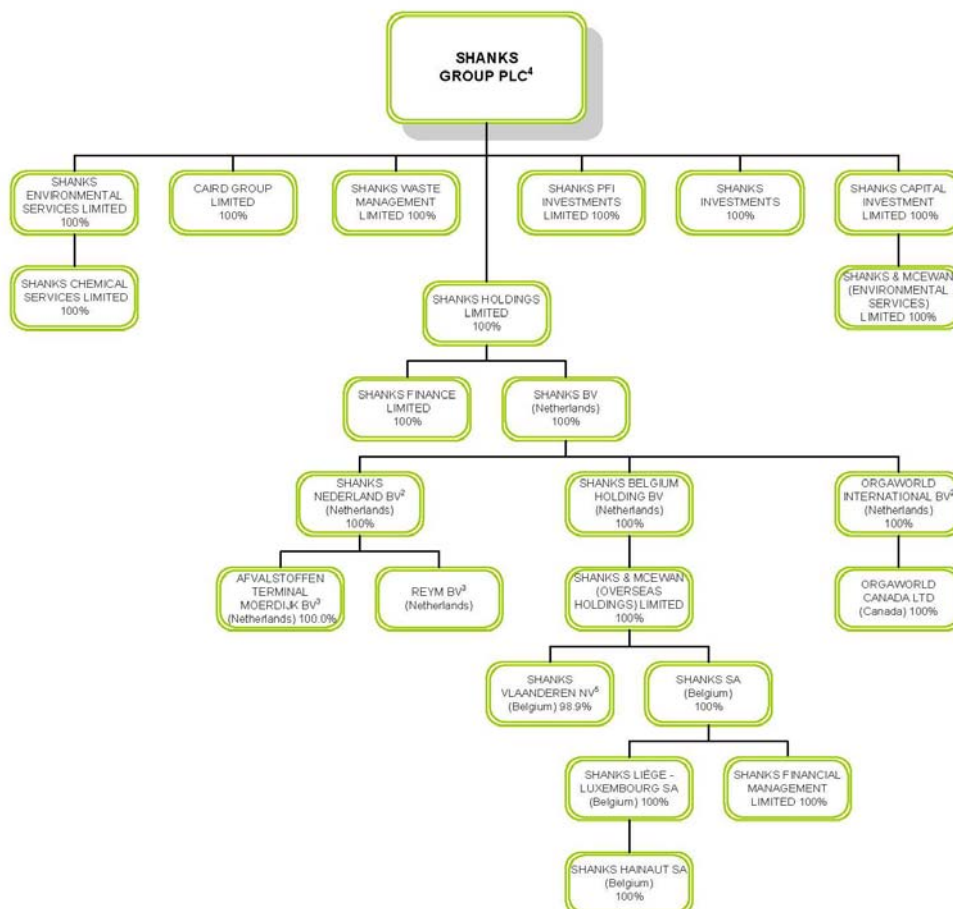 SHANKS
GROUP PLC⁴
SHANKS
ENVIRONMENTAL
SERVICES LIMITED
100%
CAIRD GROUP
LIMITED
100%
SHANKS WASTE
MANAGEMENT
LIMITED 100%
SHANKS PFI
INVESTMENTS
LIMITED 100%
SHANKS
INVESTMENTS
100%
SHANKS CAPITAL
INVESTMENT
LIMITED 100%
SHANKS CHEMICAL
SERVICES LIMITED
100%
SHANKS & MCEWAN
(ENVIRONMENTAL
SERVICES)
LIMITED 100%
SHANKS HOLDINGS
LIMITED
100%
SHANKS FINANCE
LIMITED
100%
SHANKS BV
(Netherlands)
100%
SHANKS
NEDERLAND BV²
(Netherlands)
100%
SHANKS BELGIUM
HOLDING BV
(Netherlands)
100%
ORGAWORLD
INTERNATIONAL BV²
(Netherlands)
100%
AFVALSTOFFEN
TERMINAL
MOERDIJK BV³
(Netherlands) 100.0%
REYM BV³
(Netherlands)
SHANKS & MCEWAN
(OVERSEAS
HOLDINGS) LIMITED
100%
ORGAWORLD
CANADA LTD
(Canada) 100%
SHANKS
VLAANDEREN NV⁵
(Belgium) 98.9%
SHANKS SA
(Belgium)
100%
SHANKS LIÈGE -
LUXEMBOURG SA
(Belgium) 100%
SHANKS FINANCIAL
MANAGEMENT
LIMITED 100%
SHANKS HAINAUT SA
(Belgium)
100%